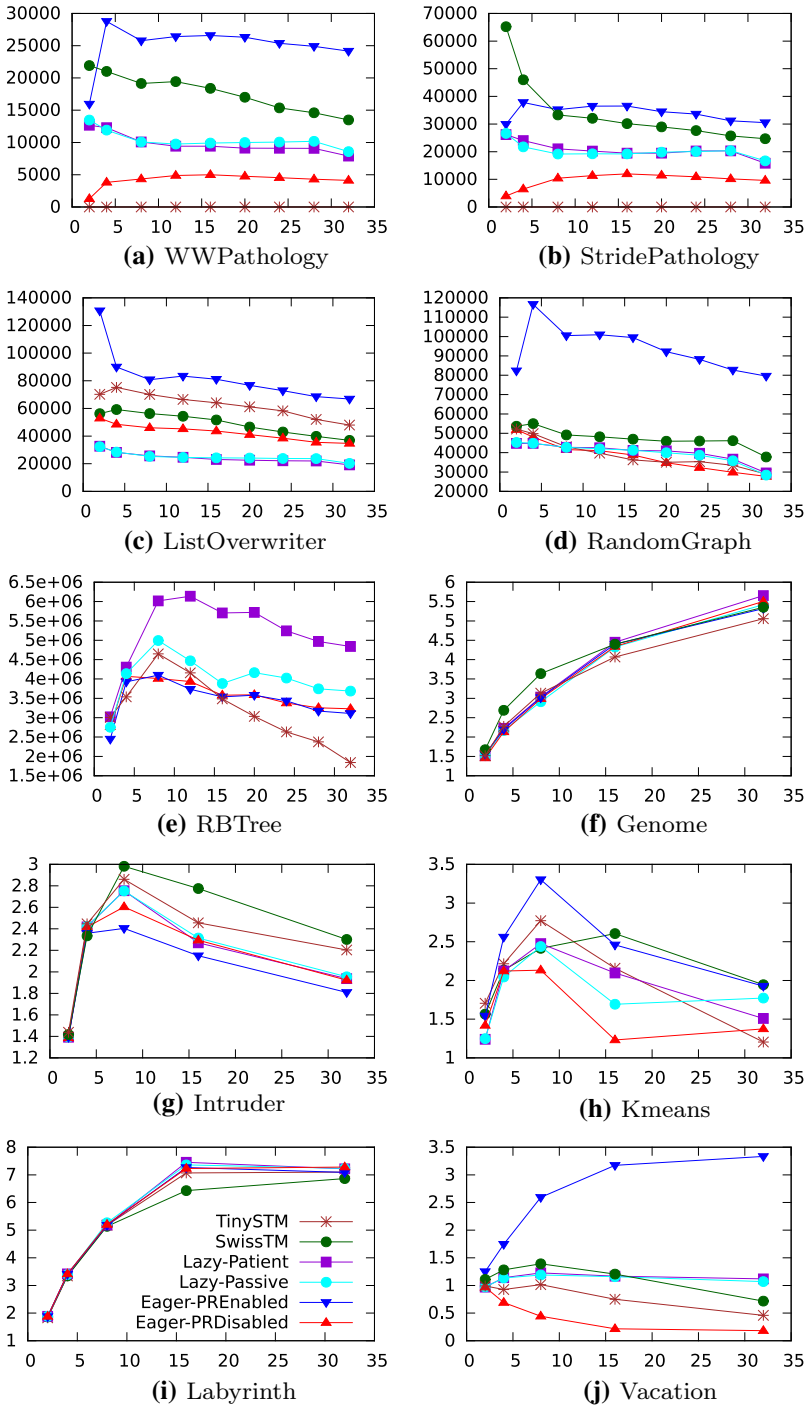 30000
25000
20000
15000
10000
5000
0
0 5 10 15 20 25 30 35
(a) WWPathology
70000
60000
50000
40000
30000
20000
10000
0
0 5 10 15 20 25 30 35
(b) StridePathology
140000
120000
100000
80000
60000
40000
20000
0
0 5 10 15 20 25 30 35
(c) ListOverwriter
120000
110000
100000
90000
80000
70000
60000
50000
40000
30000
20000
0 5 10 15 20 25 30 35
(d) RandomGraph
6.5e+06
6e+06
5.5e+06
5e+06
4.5e+06
4e+06
3.5e+06
3e+06
2.5e+06
2e+06
1.5e+06
0 5 10 15 20 25 30 35
(e) RBTree
6
5.5
5
4.5
4
3.5
3
2.5
2
1.5
1
0 5 10 15 20 25 30 35
(f) Genome
3
2.8
2.6
2.4
2.2
2
1.8
1.6
1.4
1.2
0 5 10 15 20 25 30 35
(g) Intruder
3.5
3
2.5
2
1.5
1
0 5 10 15 20 25 30 35
(h) Kmeans
8
7
6
5
4
3
2
1
TinySTM
SwissTM
Lazy-Patient
Lazy-Passive
Eager-PREnabled
Eager-PRDisabled
0 5 10 15 20 25 30 35
(i) Labyrinth
3.5
3
2.5
2
1.5
1
0.5
0
0 5 10 15 20 25 30 35
(j) Vacation